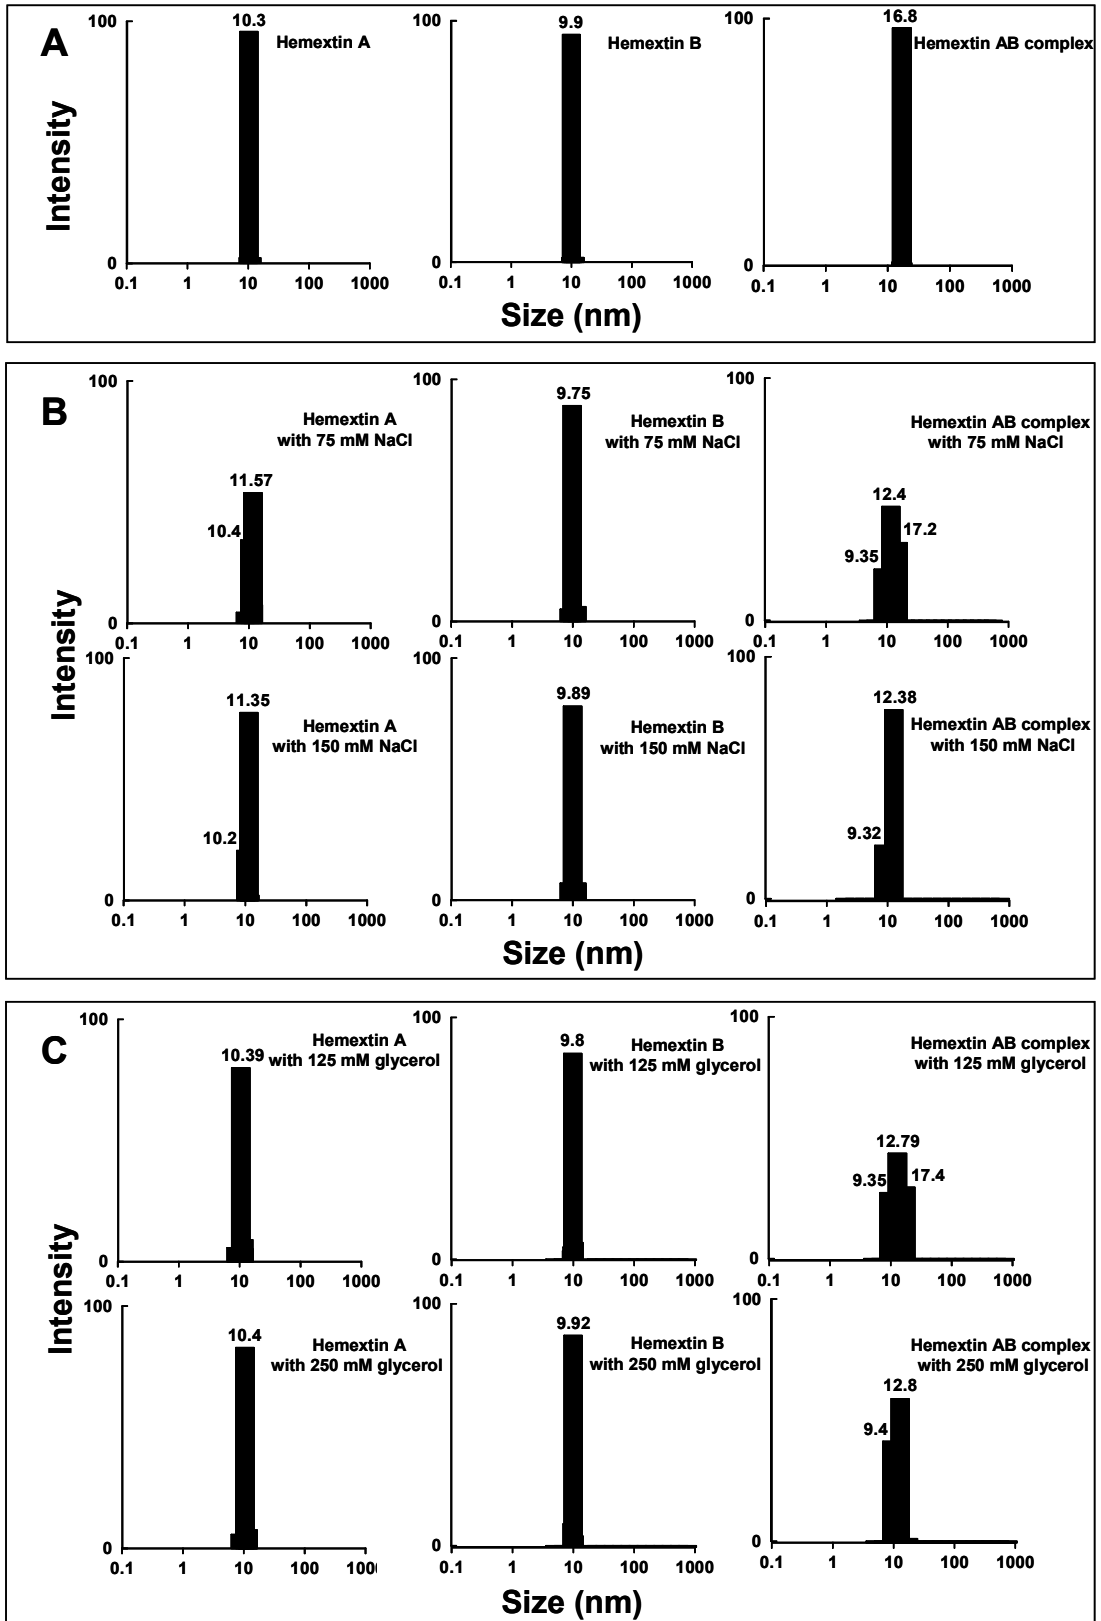 A
Intensity
100
10.3
Hemextin A
0
0.1 1 10 100 1000
100
9.9
Hemextin B
0
0.1 1 10 100 1000
100
16.8
Hemextin AB complex
0
0.1 1 10 100 1000
Size (nm)
B
Intensity
100
Hemextin A
with 75 mM NaCl
11.57
10.4
0
0.1 1 10 100 1000
100
9.75
Hemextin B
with 75 mM NaCl
0
0.1 1 10 100 1000
100
Hemextin AB complex
with 75 mM NaCl
12.4
17.2
9.35
0
0.1 1 10 100 1000
100
11.35
Hemextin A
with 150 mM NaCl
10.2
0
0.1 1 10 100 1000
100
9.89
Hemextin B
with 150 mM NaCl
0
0.1 1 10 100 1000
100
12.38
Hemextin AB complex
with 150 mM NaCl
9.32
0
0.1 1 10 100 1000
Size (nm)
C
Intensity
100
Hemextin A
with 125 mM glycerol
10.39
0
0.1 1 10 100 1000
100
9.8
Hemextin B
with 125 mM glycerol
0
0.1 1 10 100 1000
100
Hemextin AB complex
with 125 mM glycerol
12.79
9.35
17.4
0
0.1 1 10 100 1000
100
10.4
Hemextin A
with 250 mM glycerol
0
0.1 1 10 100 100
100
9.92
Hemextin B
with 250 mM glycerol
0
0.1 1 10 100 1000
100
Hemextin AB complex
with 250 mM glycerol
12.8
9.4
0
0.1 1 10 100 1000
Size (nm)